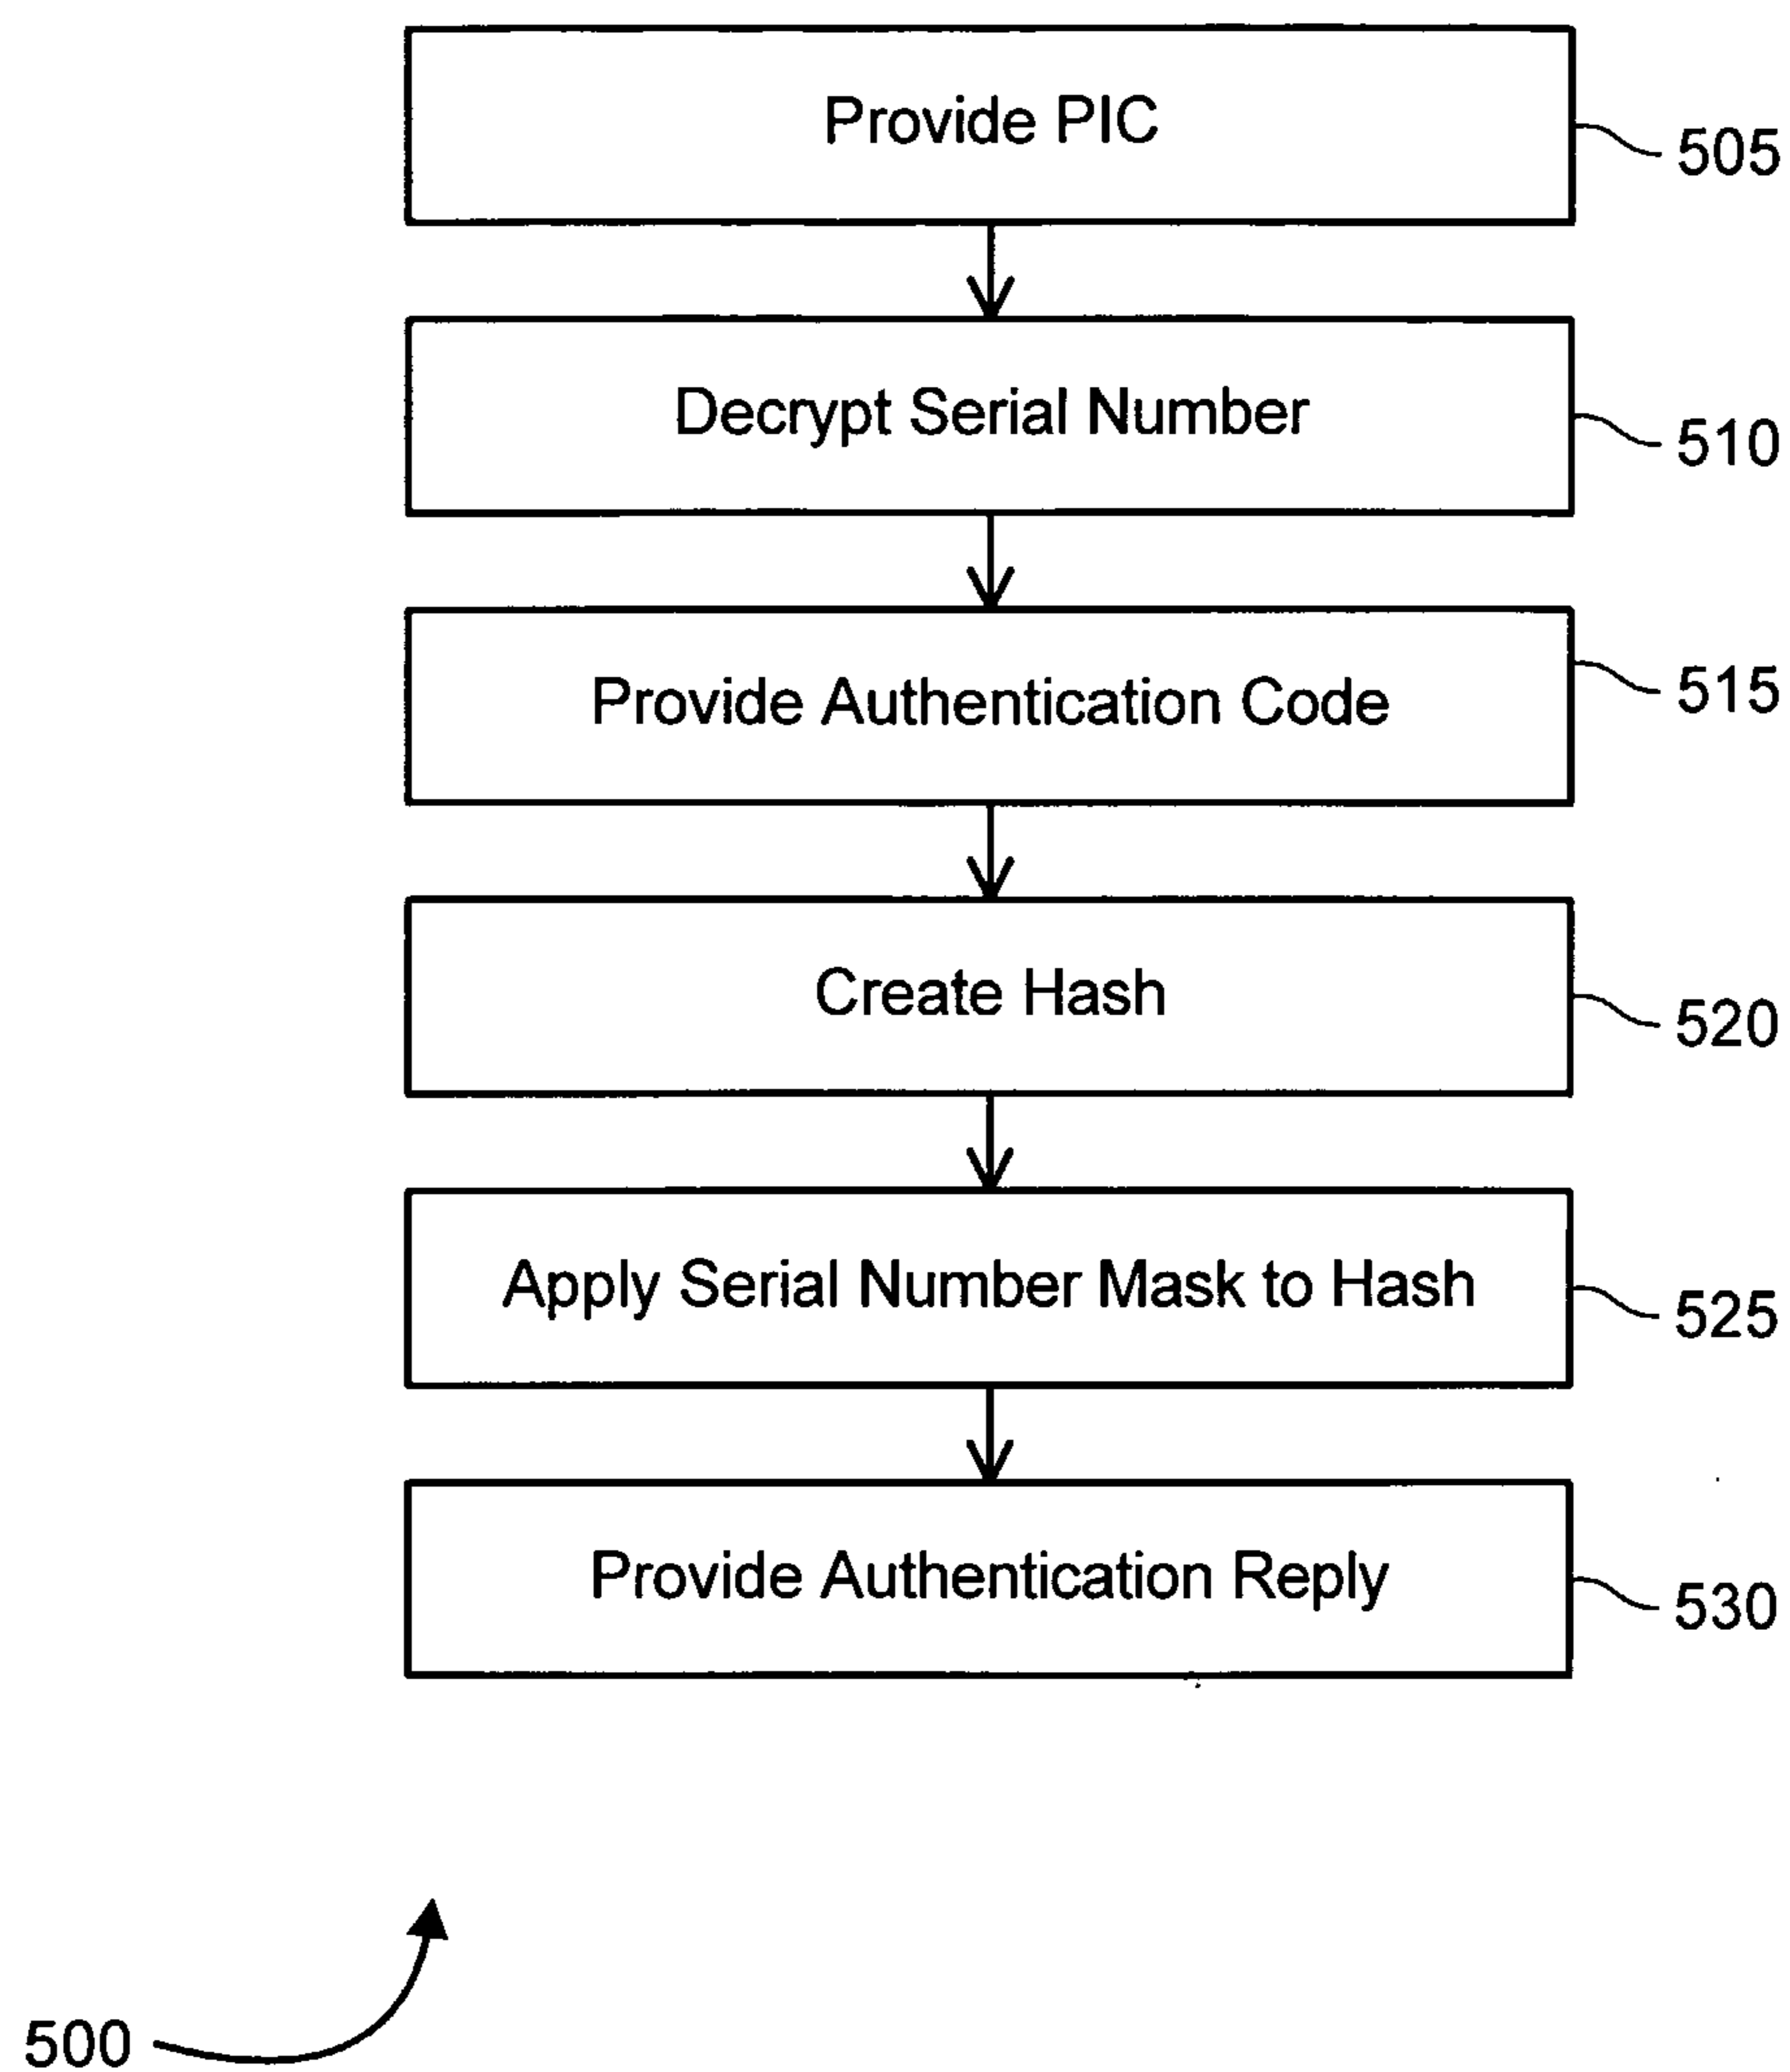 Provide PIC
505
Decrypt Serial Number
510
Provide Authentication Code
515
Create Hash
520
Apply Serial Number Mask to Hash
525
Provide Authentication Reply
530
500